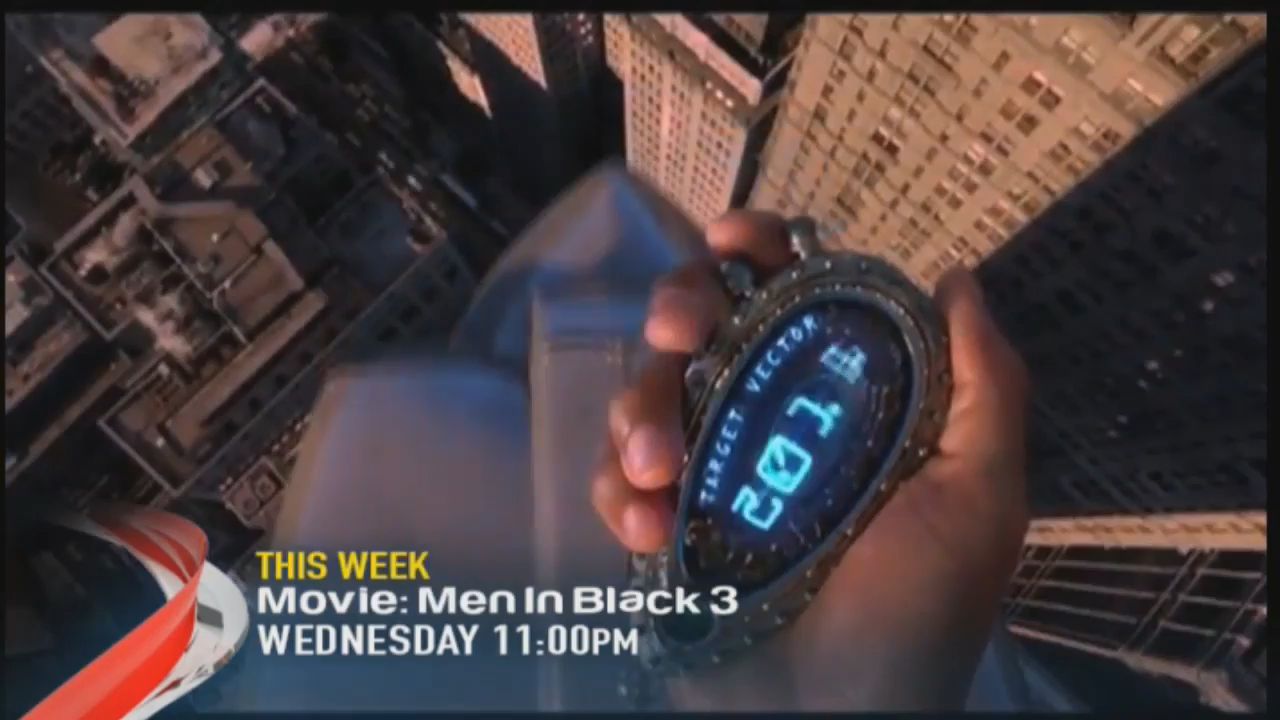 TARGET VECTOR
201
THIS WEEK
Movie: Men In Black 3
WEDNESDAY 11:00PM